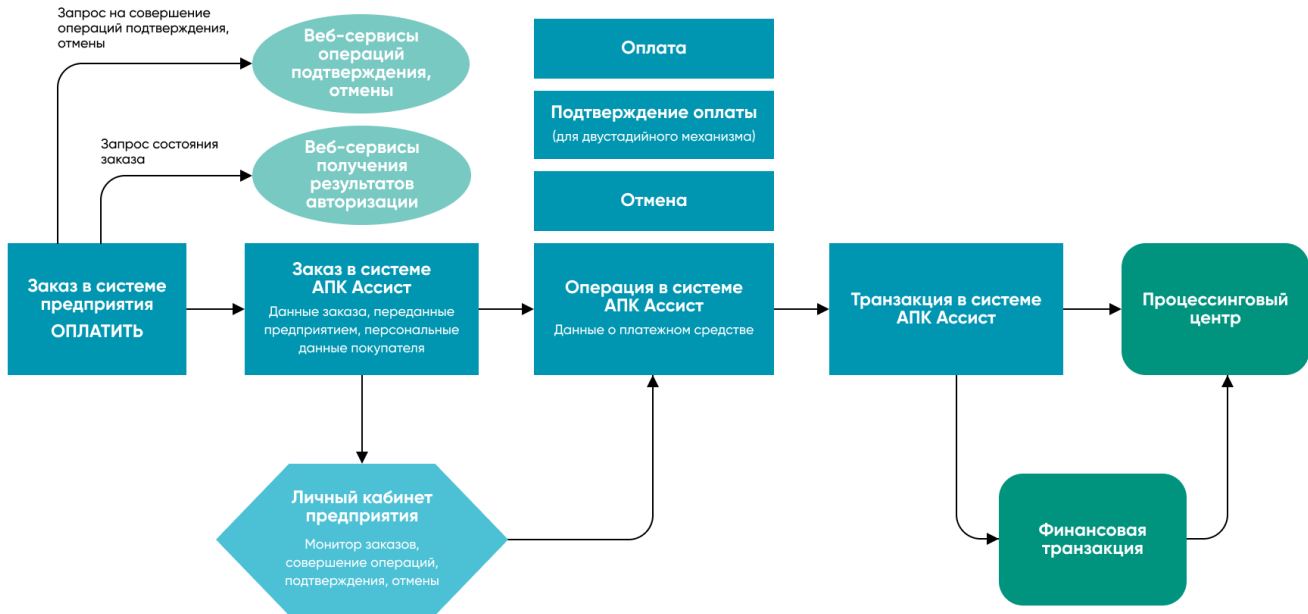 Запрос на совершение
операций подтверждения,
отмены
Веб-сервисы
операций
подтверждения,
отмены
Оплата
Подтверждение оплаты
(для двустадийного механизма)
Запрос состояния
заказа
Веб-сервисы
получения
результатов
авторизации
Отмена
Заказ в системе
предприятия
ОПЛАТИТЬ
Заказ в системе
АПК Ассист
Данные заказа, переданные
предприятием, персональные
данные покупателя
Операция в системе
АПК Ассист
Данные о платежном средстве
Транзакция в системе
АПК Ассист
Процессинговый
центр
Личный кабинет
предприятия
Монитор заказов,
совершение операций,
подтверждения, отмены
Финансовая
транзакция